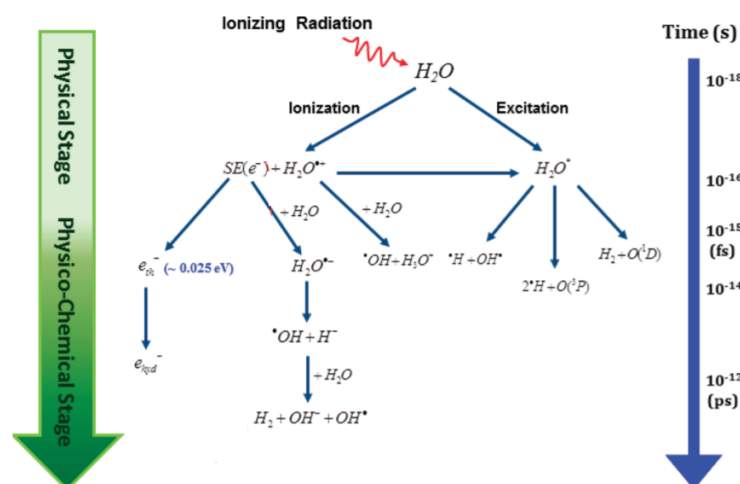 Ionizing Radiation
Time (s)
H₂O
10⁻¹⁸
Ionization
Excitation
Physical Stage
SE(e⁻) + H₂O•⁺
H₂O*
10⁻¹⁶
+ H₂O
+ H₂O
10⁻¹⁵
(fs)
e_th⁻ (~ 0.025 eV)
H₂O•⁻
•OH + H₃O⁺
•H + OH•
2•H + O(³P)
H₂ + O(¹D)
10⁻¹⁴
Physico-Chemical Stage
•OH + H⁻
e_hyd⁻
+ H₂O
10⁻¹²
(ps)
H₂ + OH⁻ + OH•